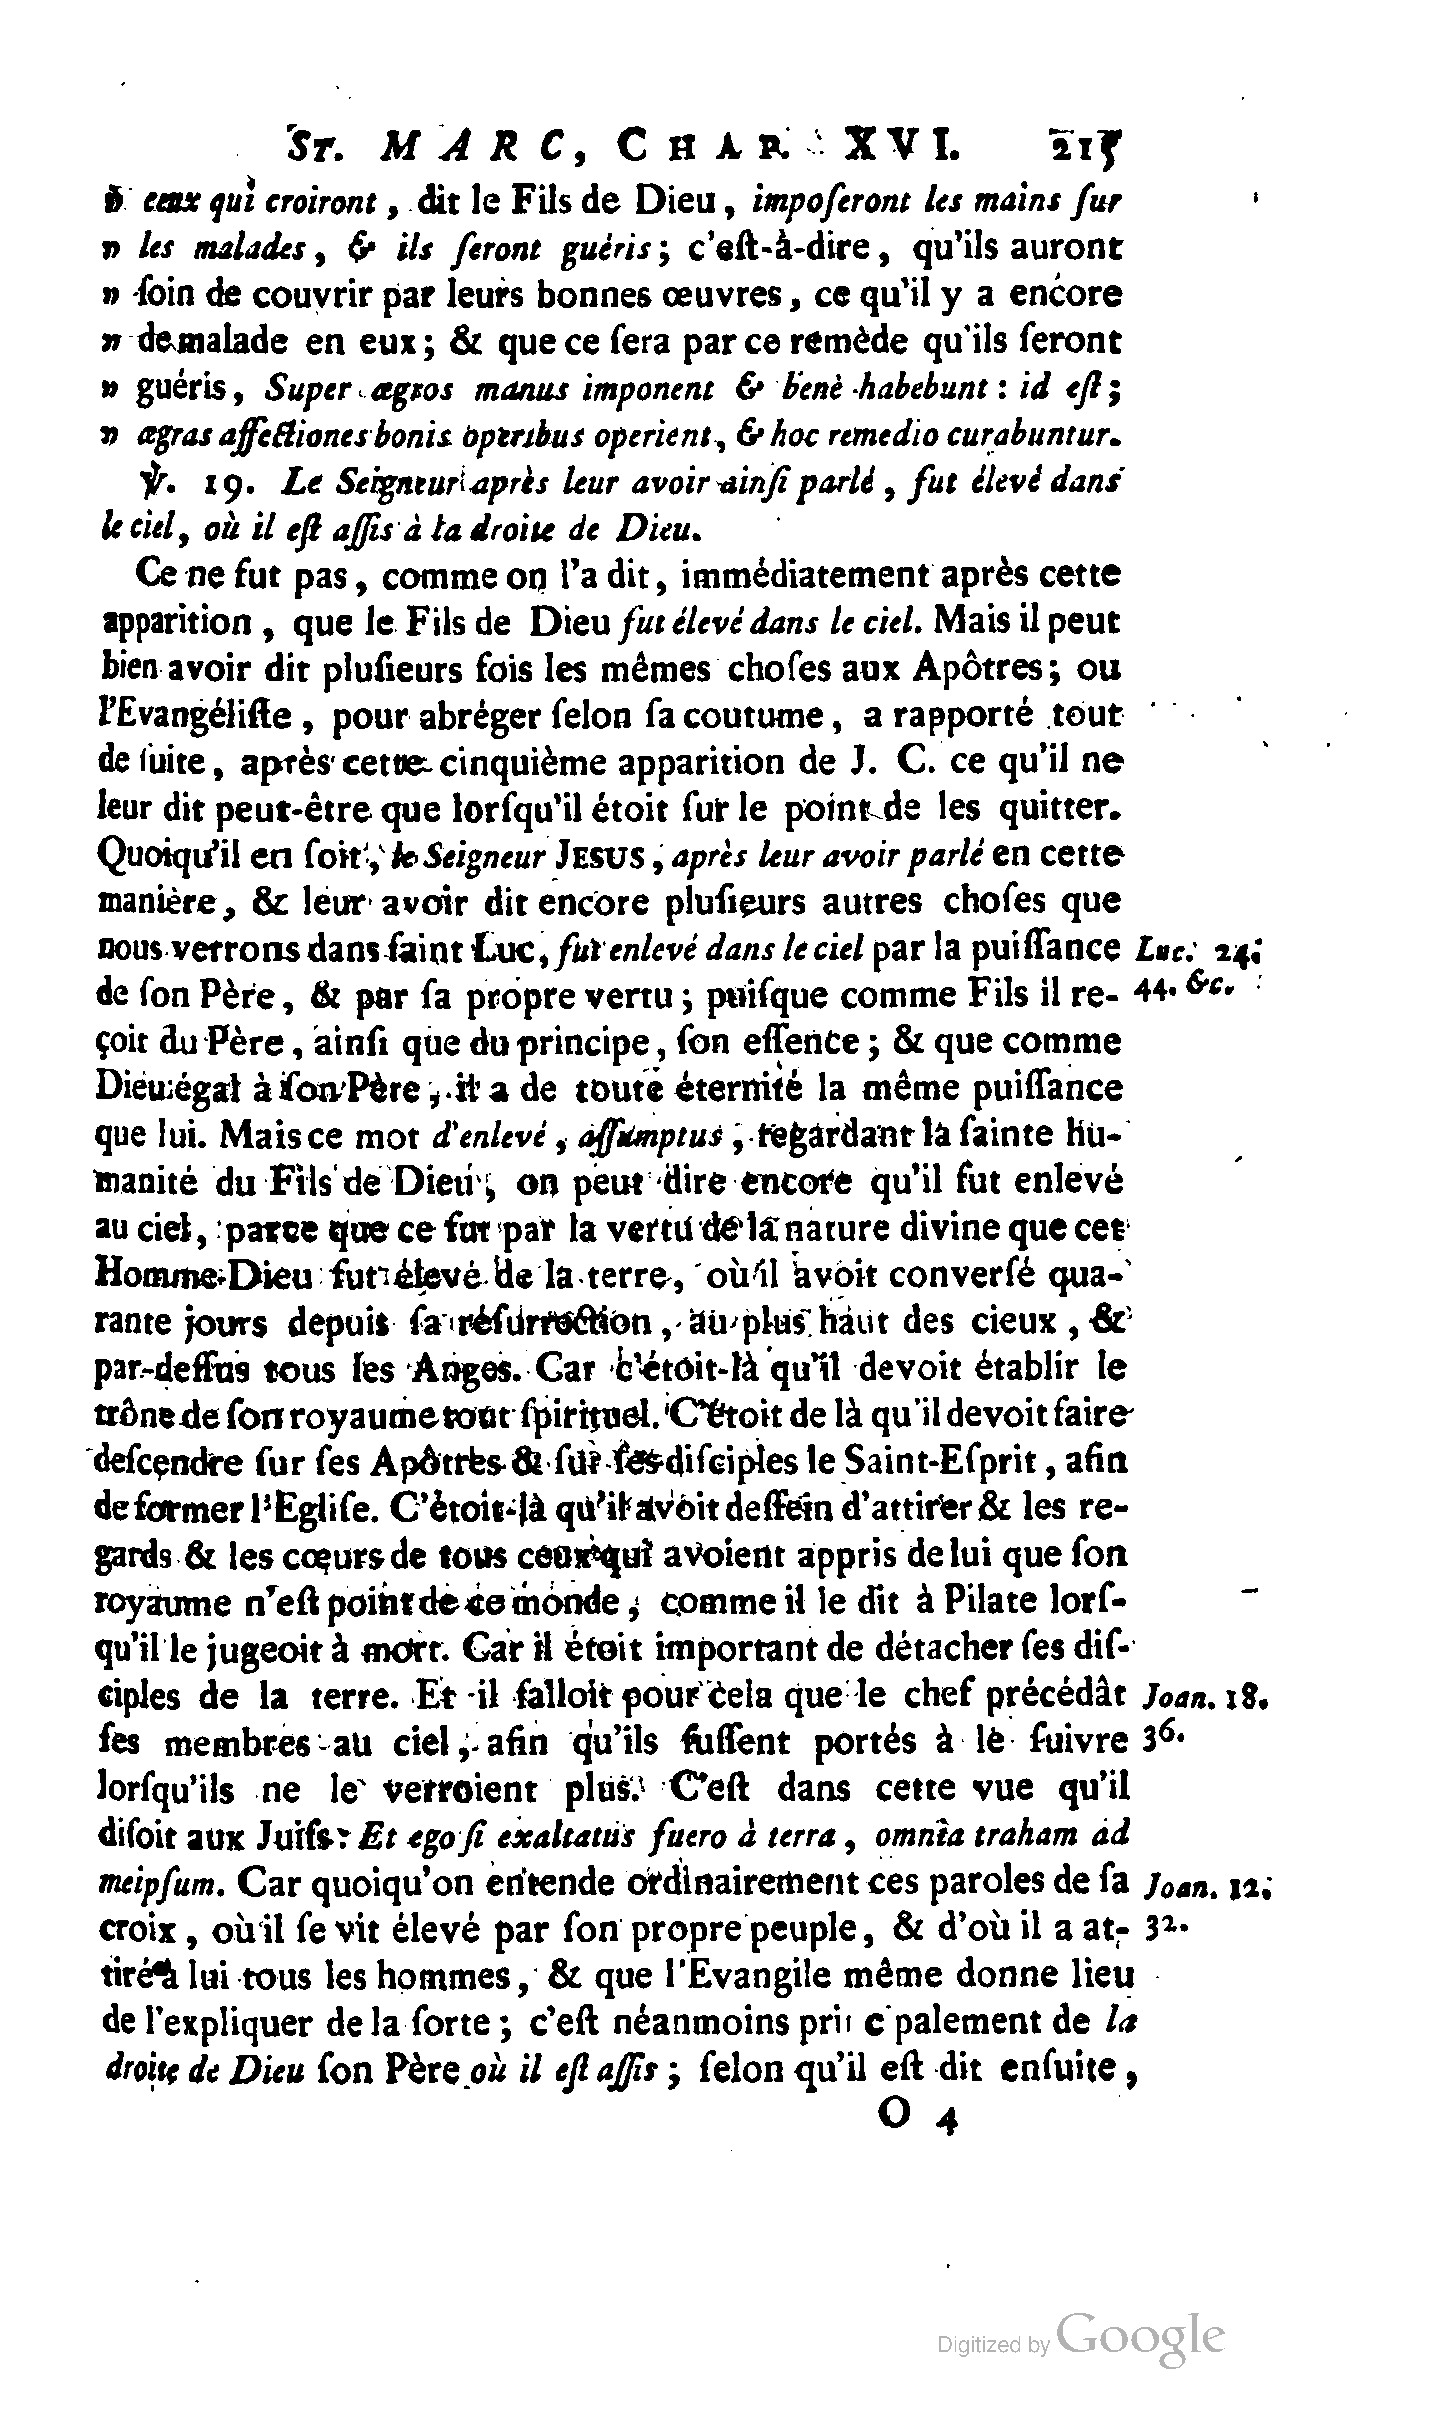 ST. MARC, CHAP. XVI. 215
» ceux qui croiront, dit le Fils de Dieu, impoſeront les mains ſur
» les malades, & ils ſeront guéris; c'eſt-à-dire, qu'ils auront
» ſoin de couvrir par leurs bonnes œuvres, ce qu'il y a encore
» de malade en eux; & que ce ſera par ce remède qu'ils ſeront
» guéris, Super ægros manus imponent & benè habebunt: id eſt;
» ægras affectiones bonis operibus operient, & hoc remedio curabuntur.
℣. 19. Le Seigneur après leur avoir ainſi parlé, fut élevé dans
le ciel, où il eſt aſſis à la droite de Dieu.
Ce ne fut pas, comme on l'a dit, immédiatement après cette
apparition, que le Fils de Dieu fut élevé dans le ciel. Mais il peut
bien avoir dit pluſieurs fois les mêmes choſes aux Apôtres; ou
l'Evangéliſte, pour abréger ſelon ſa coutume, a rapporté tout
de ſuite, après cette cinquième apparition de J. C. ce qu'il ne
leur dit peut-être que lorſqu'il étoit ſur le point de les quitter.
Quoiqu'il en ſoit, le Seigneur JESUS, après leur avoir parlé en cette
manière, & leur avoir dit encore pluſieurs autres choſes que
nous verrons dans ſaint Luc, fut enlevé dans le ciel par la puiſſance Luc. 24.
de ſon Père, & par ſa propre vertu; puiſque comme Fils il re- 44. &c.
çoit du Père, ainſi que du principe, ſon eſſence; & que comme
Dieu égal à ſon Père, il a de toute éternité la même puiſſance
que lui. Mais ce mot d'enlevé, aſſumptus, regardant la ſainte hu-
manité du Fils de Dieu, on peut dire encore qu'il fut enlevé
au ciel, parce que ce fut par la vertu de la nature divine que cet
Homme-Dieu fut élevé de la terre, où il avoit converſé qua-
rante jours depuis ſa réſurrection, au plus haut des cieux, &
par-deſſus tous les Anges. Car c'étoit-là qu'il devoit établir le
trône de ſon royaume tout ſpirituel. C'étoit de là qu'il devoit faire
deſcendre ſur ſes Apôtres & ſur ſes diſciples le Saint-Eſprit, afin
de former l'Egliſe. C'étoit-là qu'il avoit deſſein d'attirer & les re-
gards & les cœurs de tous ceux qui avoient appris de lui que ſon
royaume n'eſt point de ce monde, comme il le dit à Pilate lorſ-
qu'il le jugeoit à mort. Car il étoit important de détacher ſes diſ-
ciples de la terre. Et il falloit pour cela que le chef précédât Joan. 18.
ſes membres au ciel, afin qu'ils fuſſent portés à le ſuivre 36.
lorſqu'ils ne le verroient plus. C'eſt dans cette vue qu'il
diſoit aux Juifs: Et ego ſi exaltatus fuero à terra, omnia traham ad
meipſum. Car quoiqu'on entende ordinairement ces paroles de ſa Joan. 12.
croix, où il ſe vit élevé par ſon propre peuple, & d'où il a at- 32.
tiré à lui tous les hommes, & que l'Evangile même donne lieu
de l'expliquer de la ſorte; c'eſt néanmoins principalement de la
droite de Dieu ſon Père où il eſt aſſis; ſelon qu'il eſt dit enſuite,
O 4
Digitized by Google